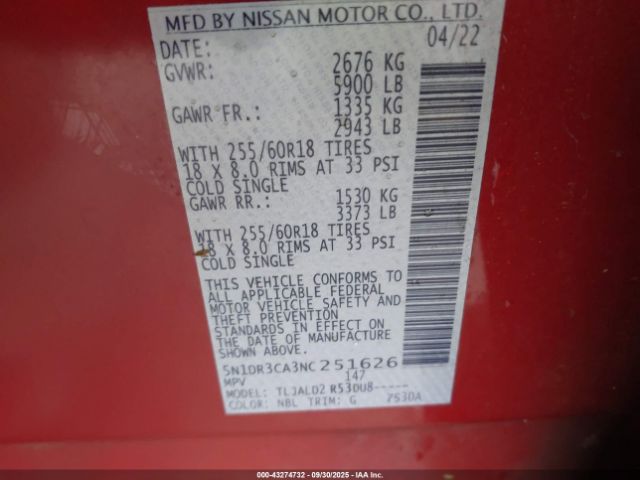 MFD BY NISSAN MOTOR CO., LTD.
DATE: 04/22
GVWR: 2676 KG
5900 LB
GAWR FR.: 1335 KG
2943 LB
WITH 255/60R18 TIRES
18 X 8.0 RIMS AT 33 PSI
COLD SINGLE
GAWR RR.: 1530 KG
3373 LB
WITH 255/60R18 TIRES
18 X 8.0 RIMS AT 33 PSI
COLD SINGLE
THIS VEHICLE CONFORMS TO
ALL APPLICABLE FEDERAL
MOTOR VEHICLE SAFETY AND
THEFT PREVENTION
STANDARDS IN EFFECT ON
THE DATE OF MANUFACTURE
SHOWN ABOVE.
5N1DR3CA3NC251626
MPV 147
MODEL: TLJALD2 R53DU8-----
COLOR: NBL TRIM: G 7530A
000-43274732 - 09/30/2025 - IAA Inc.